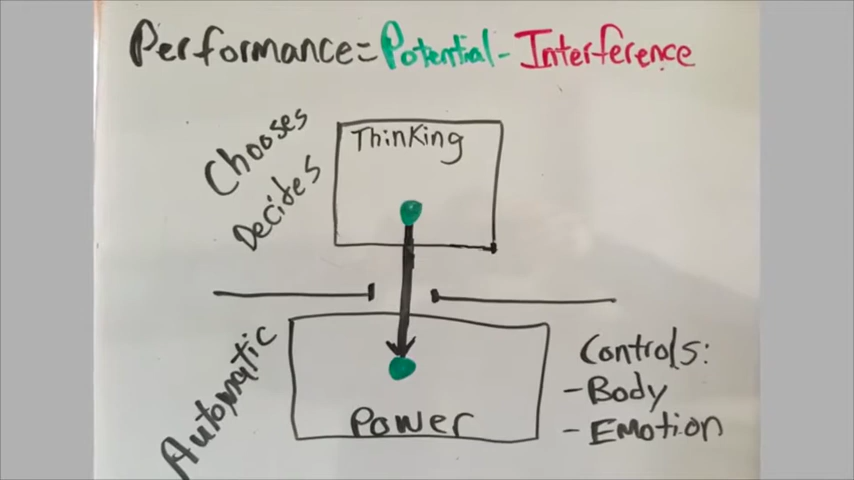 Performance=Potential-Interference
Chooses
Decides
Thinking
Automatic
Power
Controls:
-Body
-Emotion